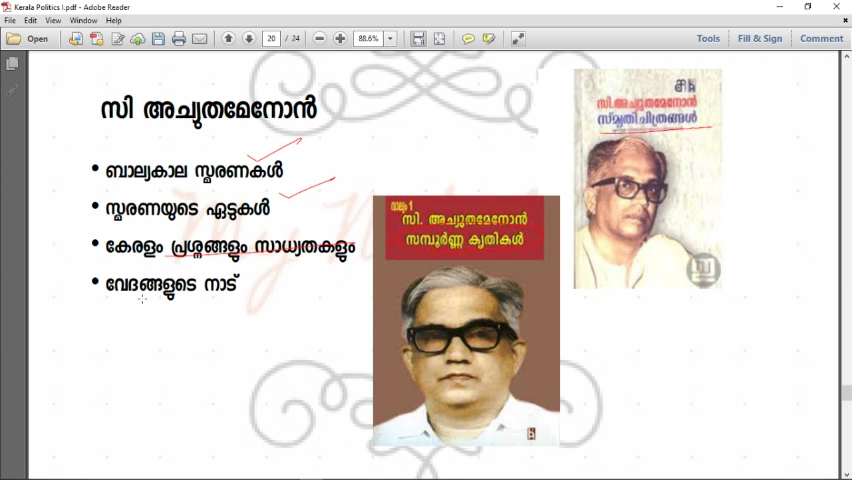 Kerala Politics I.pdf - Adobe Reader
File Edit View Window Help
Open 20 / 24 88.6% Tools Fill & Sign Comment
സി അച്യുതമേനോൻ
• ബാല്യകാല സ്മരണകൾ
• സ്മരണയുടെ ഏടുകൾ
• കേരളം പ്രശ്നങ്ങളും സാധ്യതകളും
• വേദങ്ങളുടെ നാട്
സി.അച്യുതമേനോൻ
സ്മൃതിചിത്രങ്ങൾ
വാല്യം 1
സി. അച്യുതമേനോൻ
സമ്പൂർണ്ണ കൃതികൾ